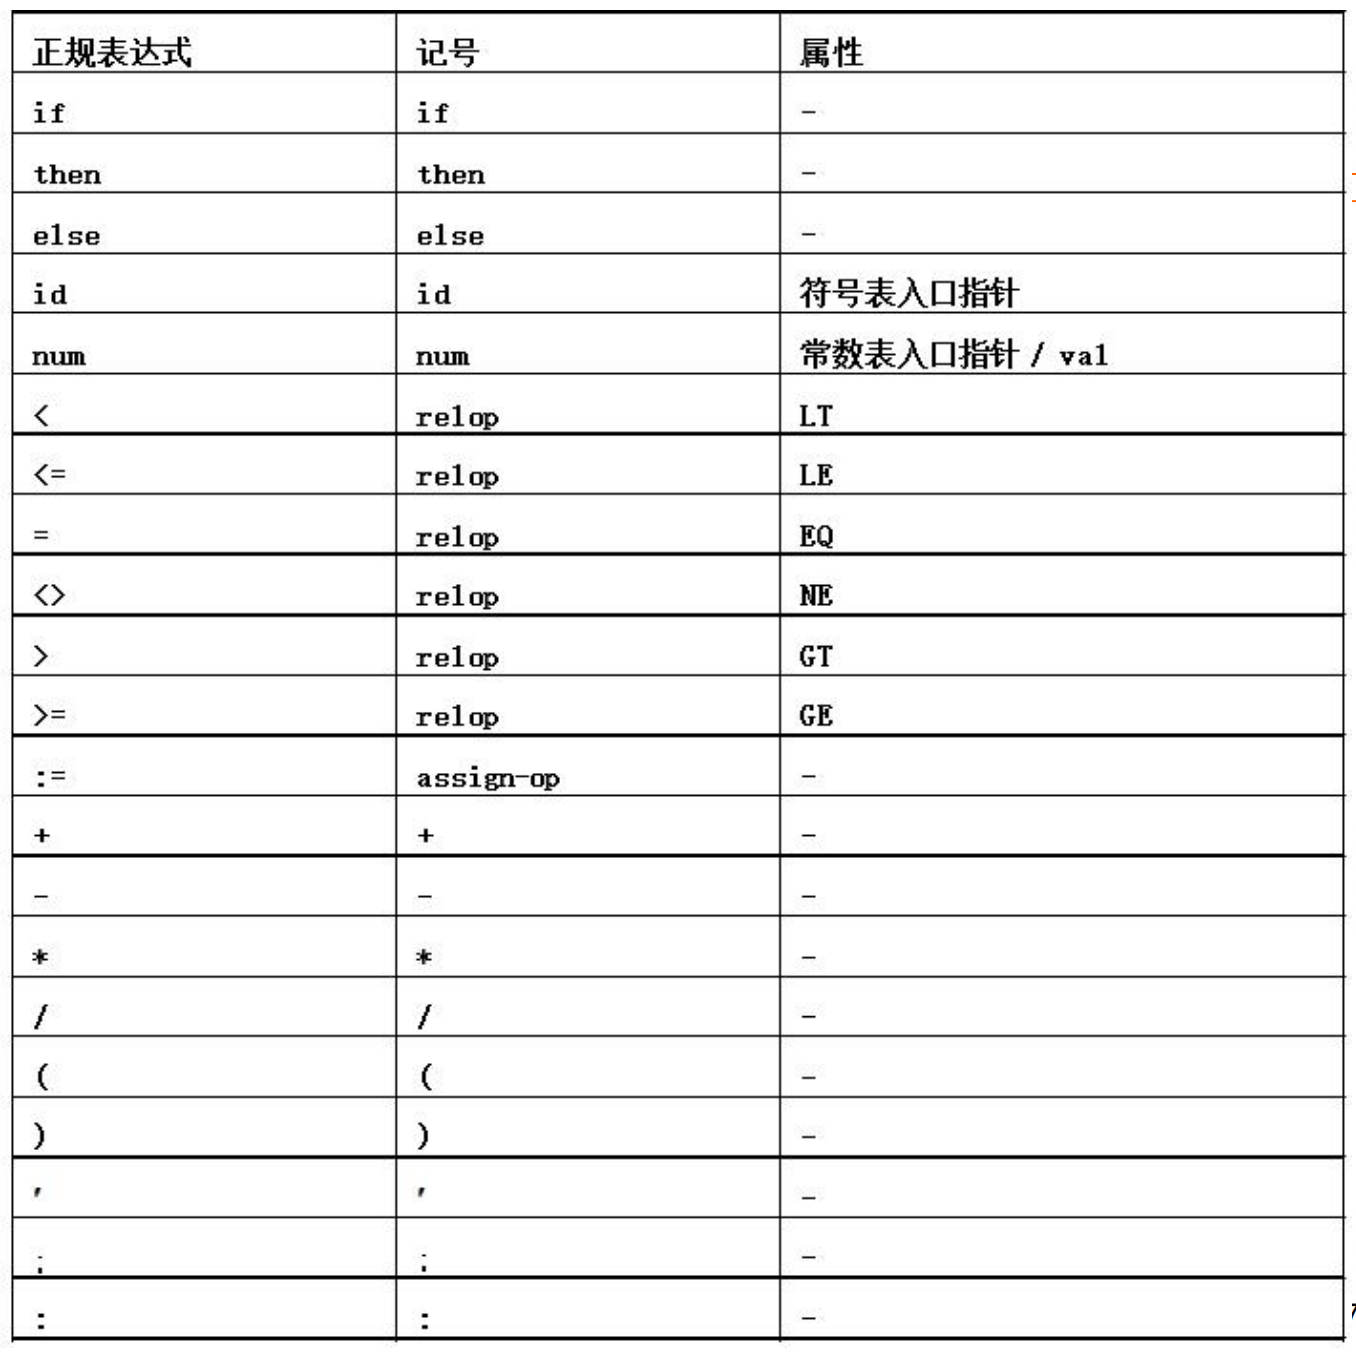 正规表达式 记号 属性
if if -
then then -
else else -
id id 符号表入口指针
num num 常数表入口指针 / val
< relop LT
<= relop LE
= relop EQ
<> relop NE
> relop GT
>= relop GE
:= assign-op -
+ + -
- - -
* * -
/ / -
( ( -
) ) -
′ ′ -
; ; -
: : -